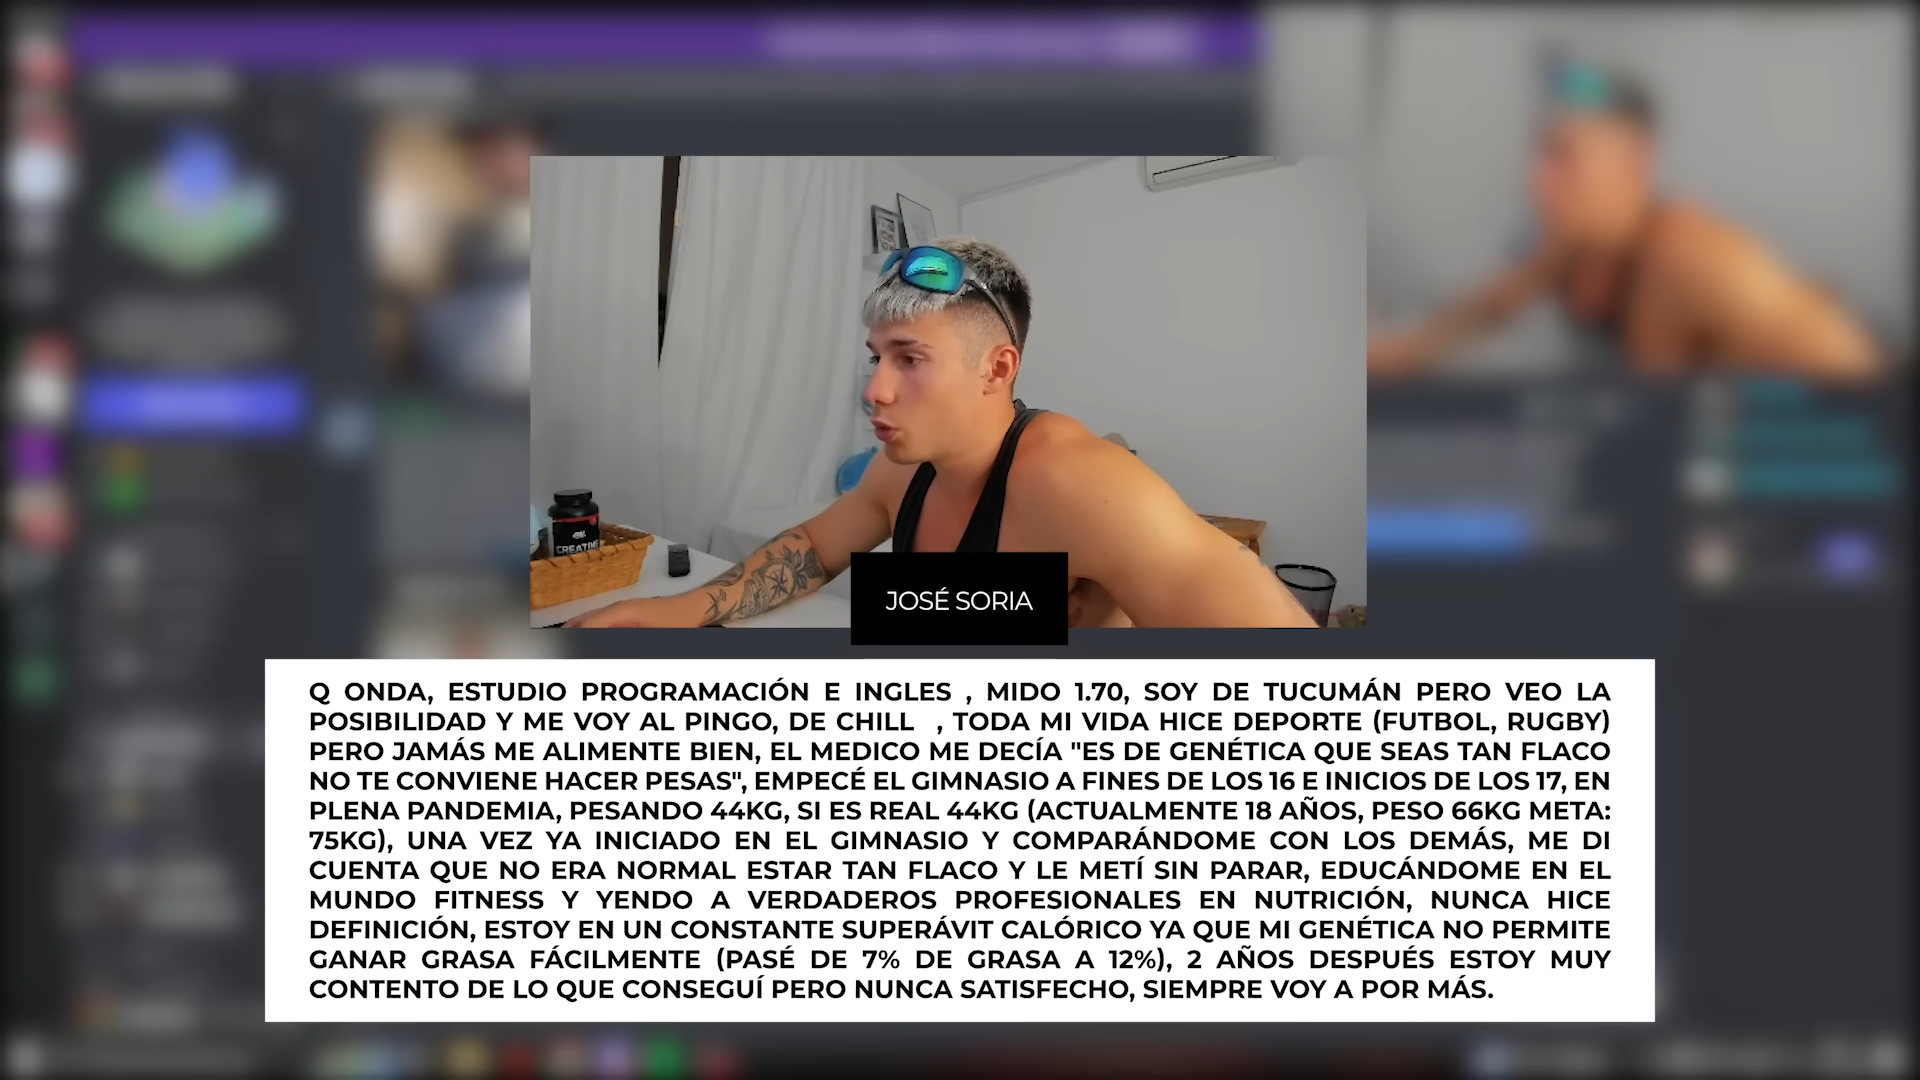 CREATINE
JOSÉ SORIA
Q ONDA, ESTUDIO PROGRAMACIÓN E INGLES , MIDO 1.70, SOY DE TUCUMÁN PERO VEO LA
POSIBILIDAD Y ME VOY AL PINGO, DE CHILL , TODA MI VIDA HICE DEPORTE (FUTBOL, RUGBY)
PERO JAMÁS ME ALIMENTE BIEN, EL MEDICO ME DECÍA "ES DE GENÉTICA QUE SEAS TAN FLACO
NO TE CONVIENE HACER PESAS", EMPECÉ EL GIMNASIO A FINES DE LOS 16 E INICIOS DE LOS 17, EN
PLENA PANDEMIA, PESANDO 44KG, SI ES REAL 44KG (ACTUALMENTE 18 AÑOS, PESO 66KG META:
75KG), UNA VEZ YA INICIADO EN EL GIMNASIO Y COMPARÁNDOME CON LOS DEMÁS, ME DI
CUENTA QUE NO ERA NORMAL ESTAR TAN FLACO Y LE METÍ SIN PARAR, EDUCÁNDOME EN EL
MUNDO FITNESS Y YENDO A VERDADEROS PROFESIONALES EN NUTRICIÓN, NUNCA HICE
DEFINICIÓN, ESTOY EN UN CONSTANTE SUPERÁVIT CALÓRICO YA QUE MI GENÉTICA NO PERMITE
GANAR GRASA FÁCILMENTE (PASÉ DE 7% DE GRASA A 12%), 2 AÑOS DESPUÉS ESTOY MUY
CONTENTO DE LO QUE CONSEGUÍ PERO NUNCA SATISFECHO, SIEMPRE VOY A POR MÁS.